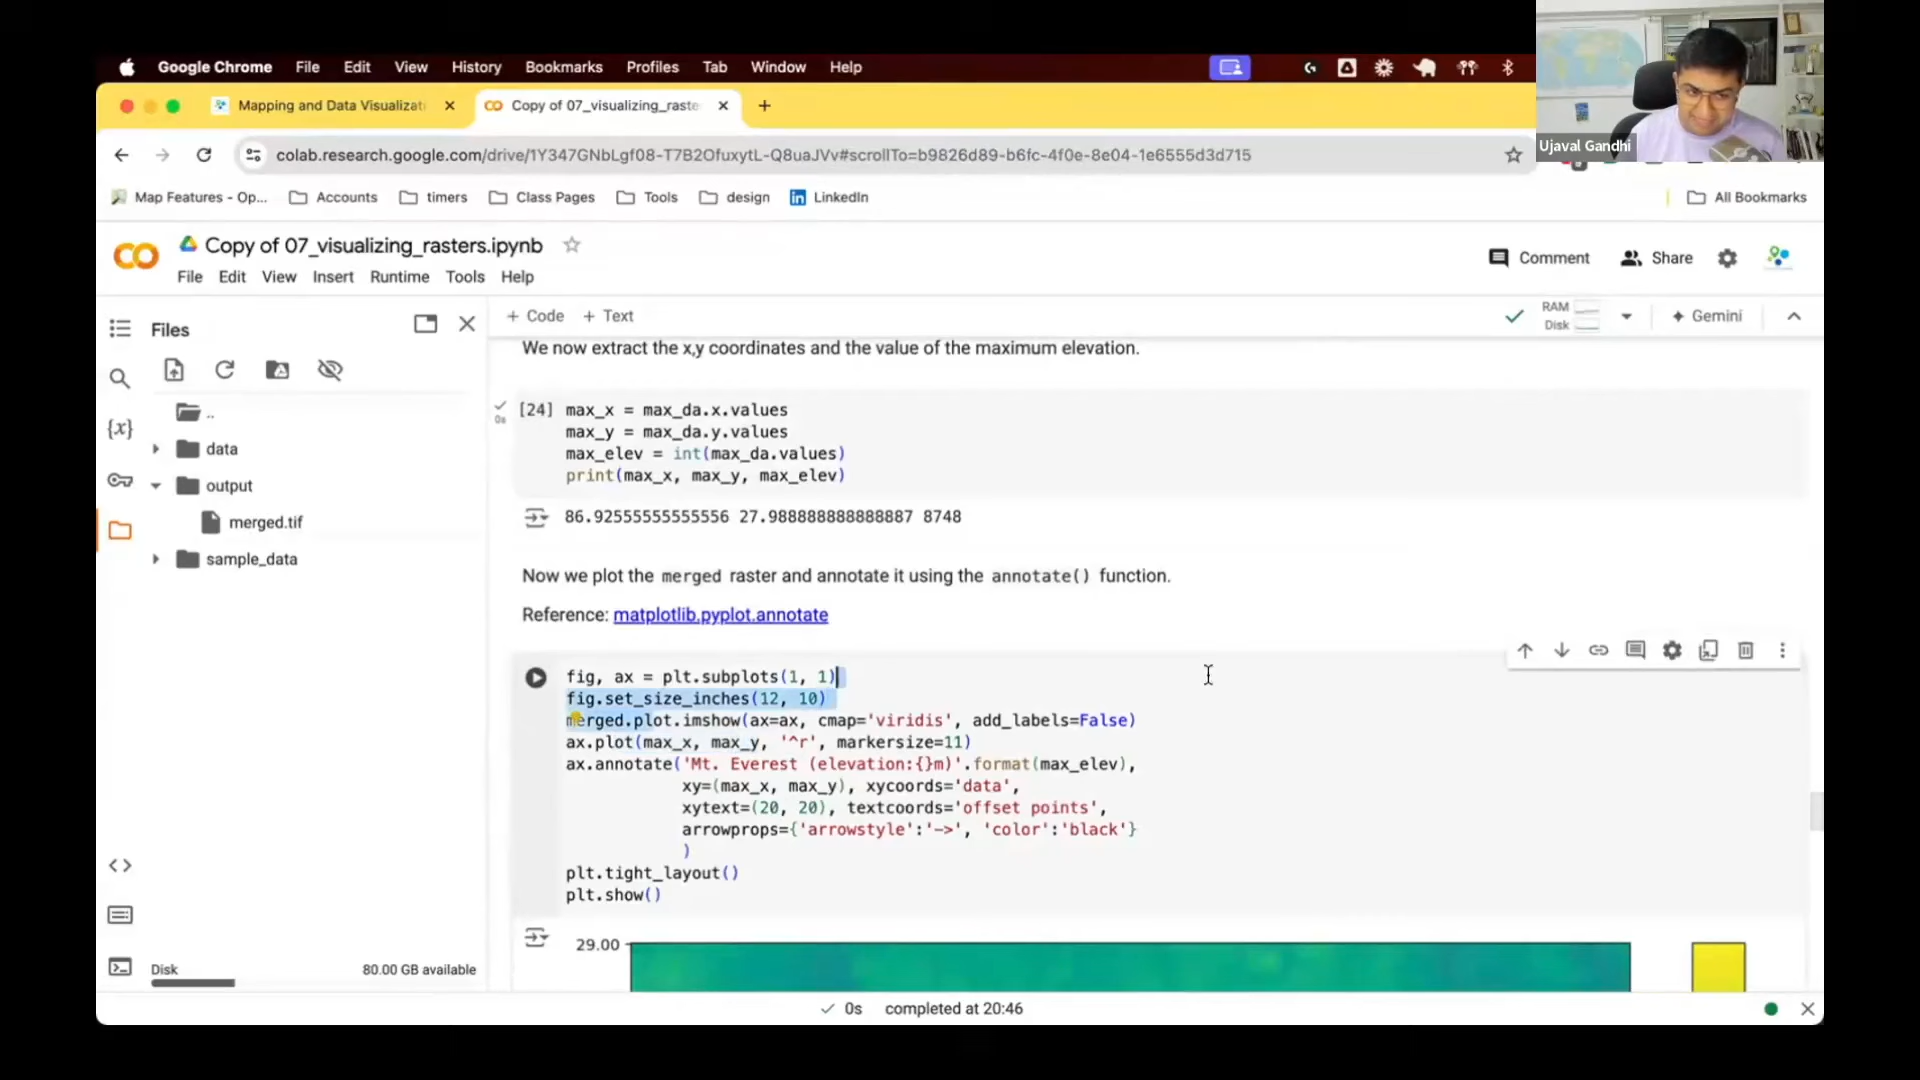 Google Chrome File Edit View History Bookmarks Profiles Tab Window Help
Mapping and Data Visualizat
Copy of 07_visualizing_raste
colab.research.google.com/drive/1Y347GNbLgf08-T7B2OfuxytL-Q8uaJVv#scrollTo=b9826d89-b6fc-4f0e-8e04-1e6555d3d715
Ujaval Gandhi
Map Features - Op... Accounts timers Class Pages Tools design LinkedIn All Bookmarks
CO Copy of 07_visualizing_rasters.ipynb
File Edit View Insert Runtime Tools Help
Comment Share
Files
+ Code + Text
RAM
Disk
Gemini
..
data
output
merged.tif
sample_data
{x}
Disk 80.00 GB available
We now extract the x,y coordinates and the value of the maximum elevation.
0s
[24] max_x = max_da.x.values
max_y = max_da.y.values
max_elev = int(max_da.values)
print(max_x, max_y, max_elev)
86.92555555555556 27.988888888888887 8748
Now we plot the merged raster and annotate it using the annotate() function.
Reference: matplotlib.pyplot.annotate
fig, ax = plt.subplots(1, 1)
fig.set_size_inches(12, 10)
merged.plot.imshow(ax=ax, cmap='viridis', add_labels=False)
ax.plot(max_x, max_y, '^r', markersize=11)
ax.annotate('Mt. Everest (elevation:{}m)'.format(max_elev),
xy=(max_x, max_y), xycoords='data',
xytext=(20, 20), textcoords='offset points',
arrowprops={'arrowstyle':'->', 'color':'black'}
)
plt.tight_layout()
plt.show()
29.00
0s completed at 20:46